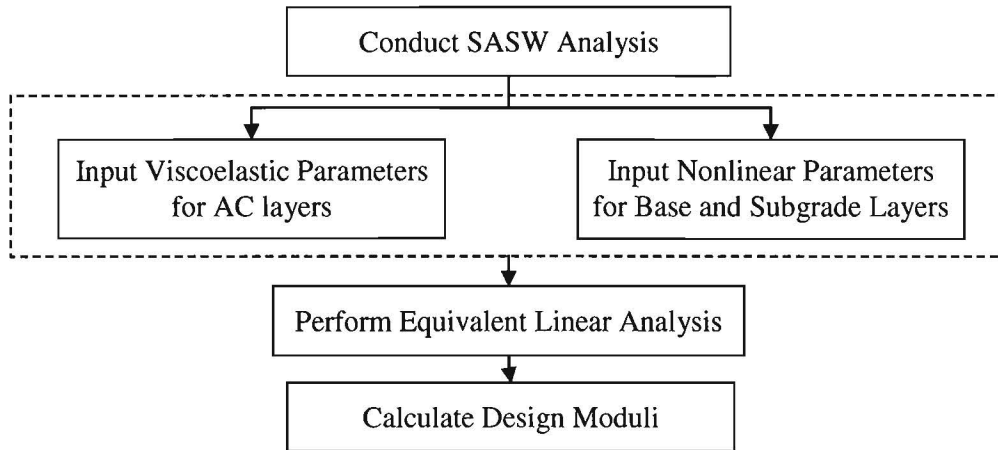 Conduct SASW Analysis
Input Viscoelastic Parameters
for AC layers
Input Nonlinear Parameters
for Base and Subgrade Layers
Perform Equivalent Linear Analysis
Calculate Design Moduli